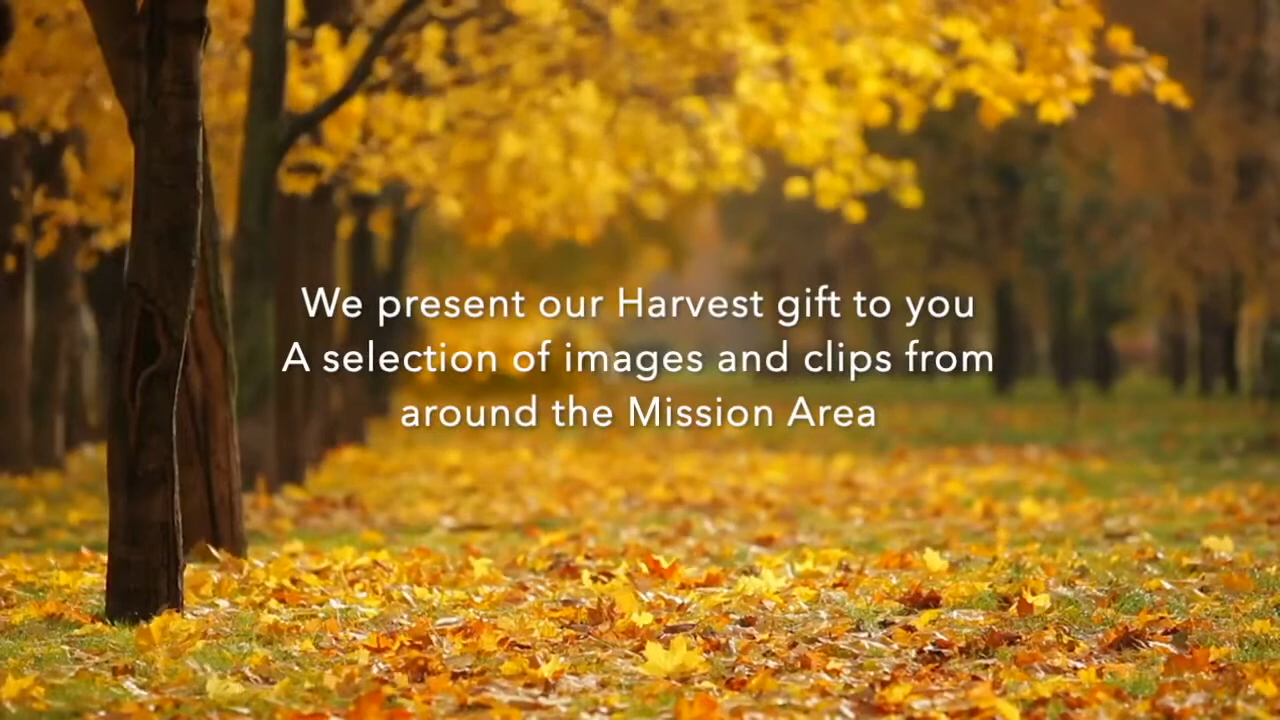 We present our Harvest gift to you
A selection of images and clips from
around the Mission Area